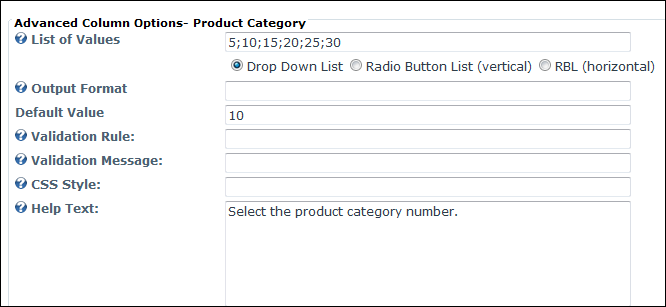 Advanced Column Options- Product Category
List of Values 5;10;15;20;25;30
Drop Down List Radio Button List (vertical) RBL (horizontal)
Output Format
Default Value 10
Validation Rule:
Validation Message:
CSS Style:
Help Text: Select the product category number.